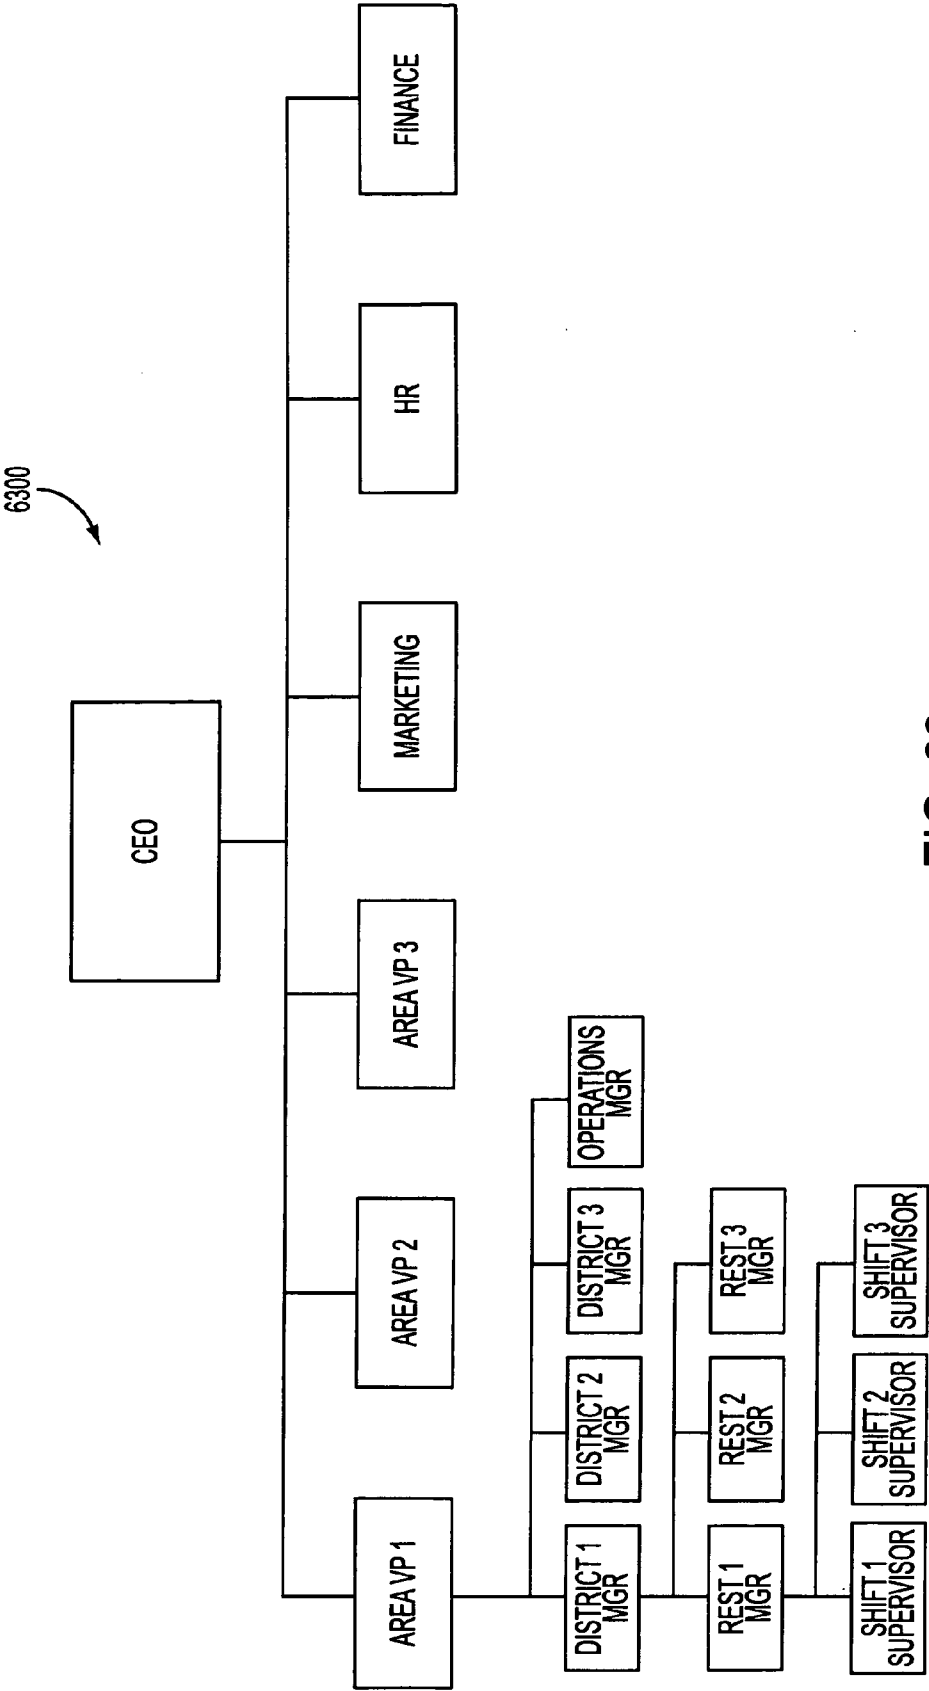 6300
CEO
AREA VP 1
AREA VP 2
AREA VP 3
MARKETING
HR
FINANCE
DISTRICT 1
MGR
DISTRICT 2
MGR
DISTRICT 3
MGR
OPERATIONS
MGR
REST 1
MGR
REST 2
MGR
REST 3
MGR
SHIFT 1
SUPERVISOR
SHIFT 2
SUPERVISOR
SHIFT 3
SUPERVISOR